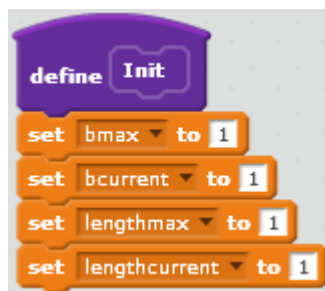 define Init
set bmax to 1
set bcurrent to 1
set lengthmax to 1
set lengthcurrent to 1